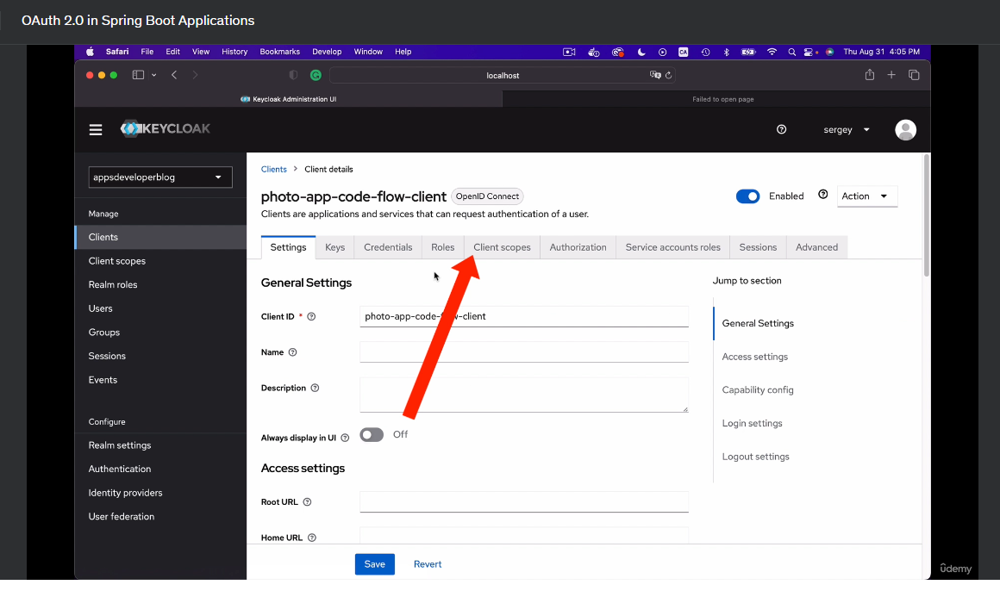 OAuth 2.0 in Spring Boot Applications
Safari File Edit View History Bookmarks Develop Window Help CA Thu Aug 31 4:05 PM
localhost
Keycloak Administration UI
Failed to open page
KEYCLOAK
sergey
appsdeveloperblog
Manage
Clients
Client scopes
Realm roles
Users
Groups
Sessions
Events
Configure
Realm settings
Authentication
Identity providers
User federation
Clients > Client details
photo-app-code-flow-client OpenID Connect
Enabled
Action
Clients are applications and services that can request authentication of a user.
Settings Keys Credentials Roles Client scopes Authorization Service accounts roles Sessions Advanced
General Settings
Client ID *
photo-app-code-flow-client
Name
Description
Always display in UI
Off
Access settings
Root URL
Home URL
Save Revert
Jump to section
General Settings
Access settings
Capability config
Login settings
Logout settings
ûdemy